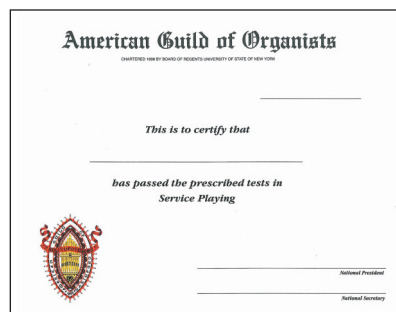 American Guild of Organists
CHARTERED 1896 BY BOARD OF REGENTS UNIVERSITY OF STATE OF NEW YORK
This is to certify that
has passed the prescribed tests in
Service Playing
National President
National Secretary